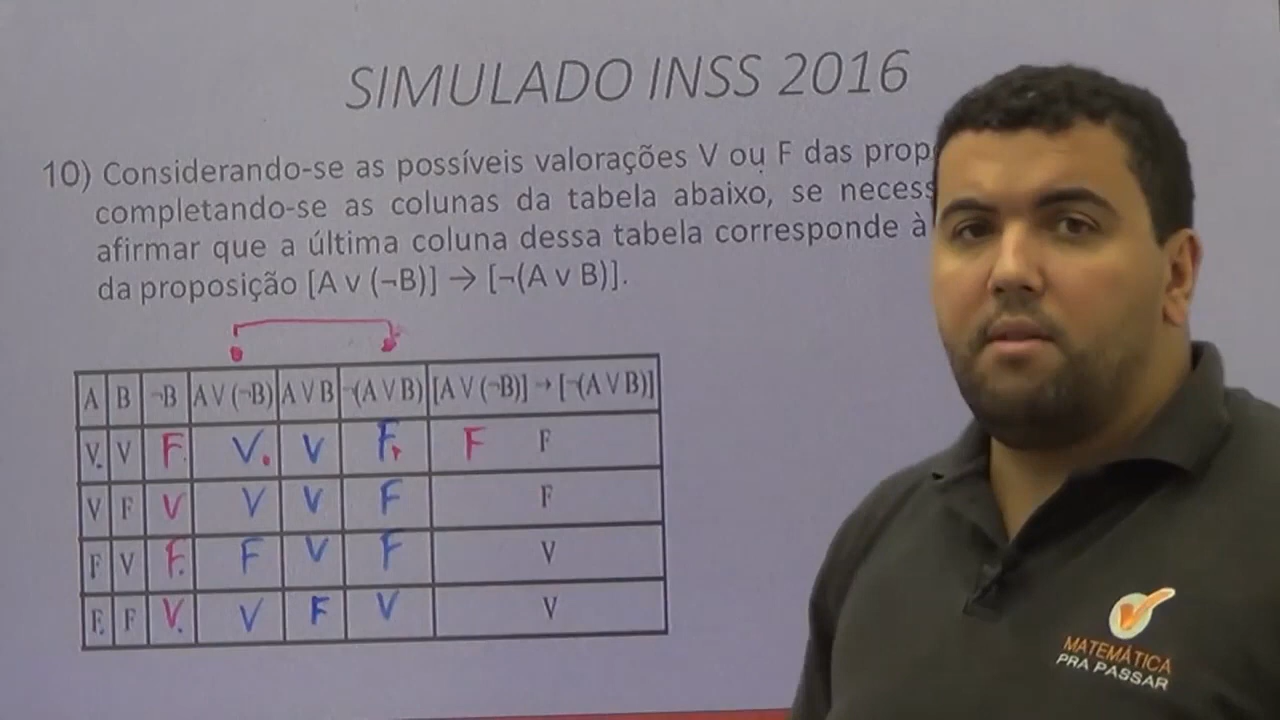 SIMULADO INSS 2016
10) Considerando-se as possíveis valorações V ou F das prop
completando-se as colunas da tabela abaixo, se necess
afirmar que a última coluna dessa tabela corresponde à
da proposição [A v (¬B)] → [¬(A v B)].
A B ¬B A V (¬B) A V B ¬(A V B) [A V (¬B)] → [¬(A V B)]
V V F V V F F F
V F V V V F F
F V F F V F V
F F V V F V V
MATEMÁTICA
PRA PASSAR